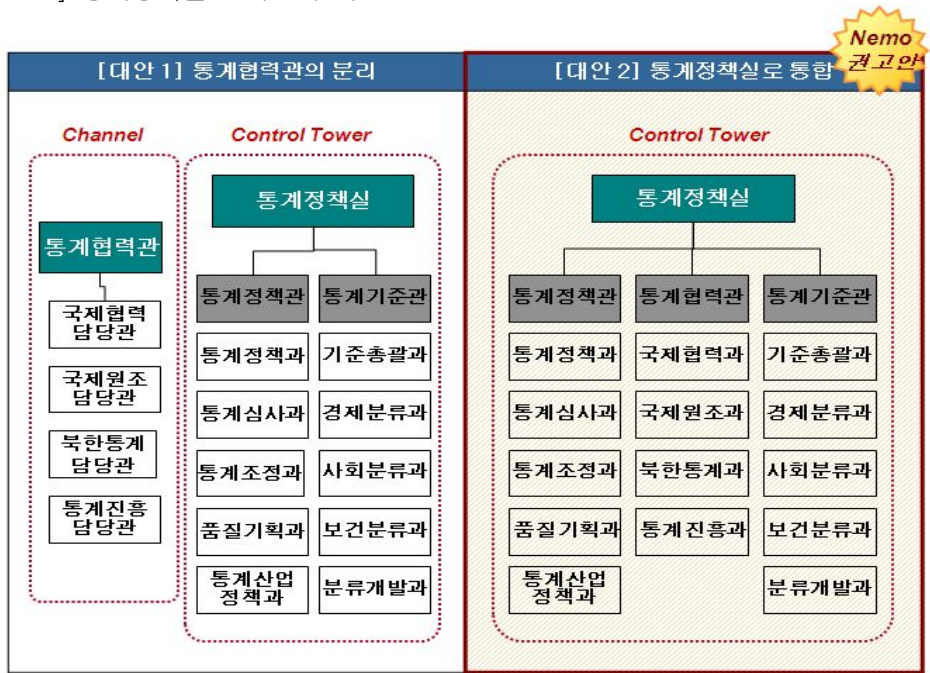 Nemo
권고안
[대안 1] 통계협력관의 분리
[대안 2] 통계정책실로 통합
Channel
Control Tower
통계협력관
국제협력
담당관
국제원조
담당관
북한통계
담당관
통계진흥
담당관
통계정책실
통계정책관
통계기준관
통계정책과
기준총괄과
통계심사과
경제분류과
통계조정과
사회분류과
품질기획과
보건분류과
통계산업
정책과
분류개발과
Control Tower
통계정책실
통계정책관
통계협력관
통계기준관
통계정책과
국제협력과
기준총괄과
통계심사과
국제원조과
경제분류과
통계조정과
북한통계과
사회분류과
품질기획과
통계진흥과
보건분류과
통계산업
정책과
분류개발과